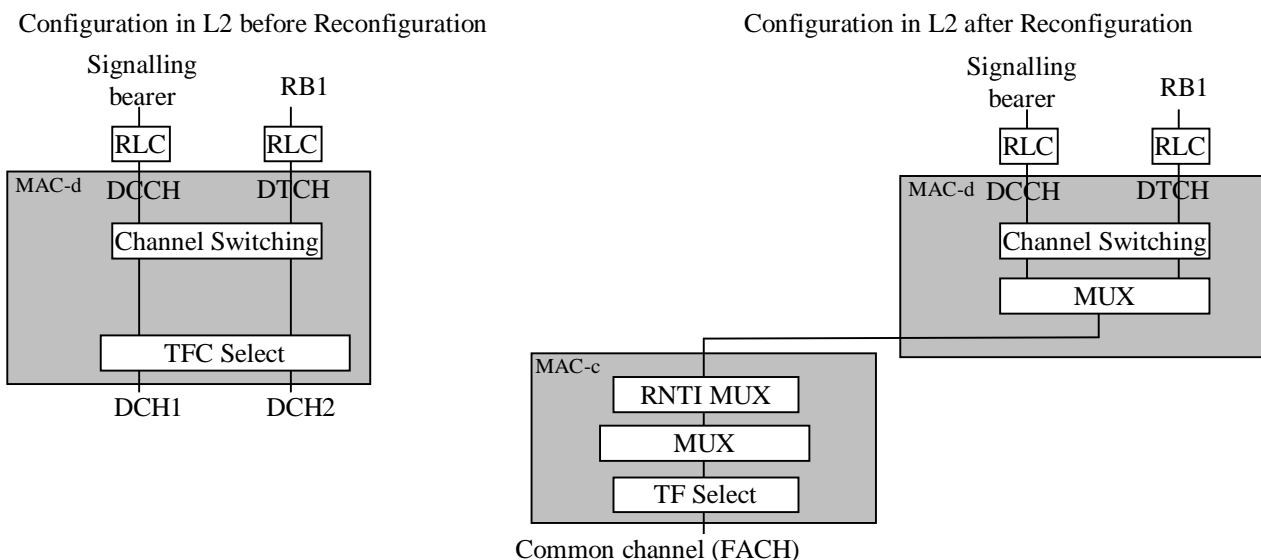 Configuration in L2 before Reconfiguration
Signalling
bearer
RB1
RLC
RLC
MAC-d
DCCH
DTCH
Channel Switching
TFC Select
DCH1
DCH2
Configuration in L2 after Reconfiguration
Signalling
bearer
RB1
RLC
RLC
MAC-d
DCCH
DTCH
Channel Switching
MUX
MAC-c
RNTI MUX
MUX
TF Select
Common channel (FACH)